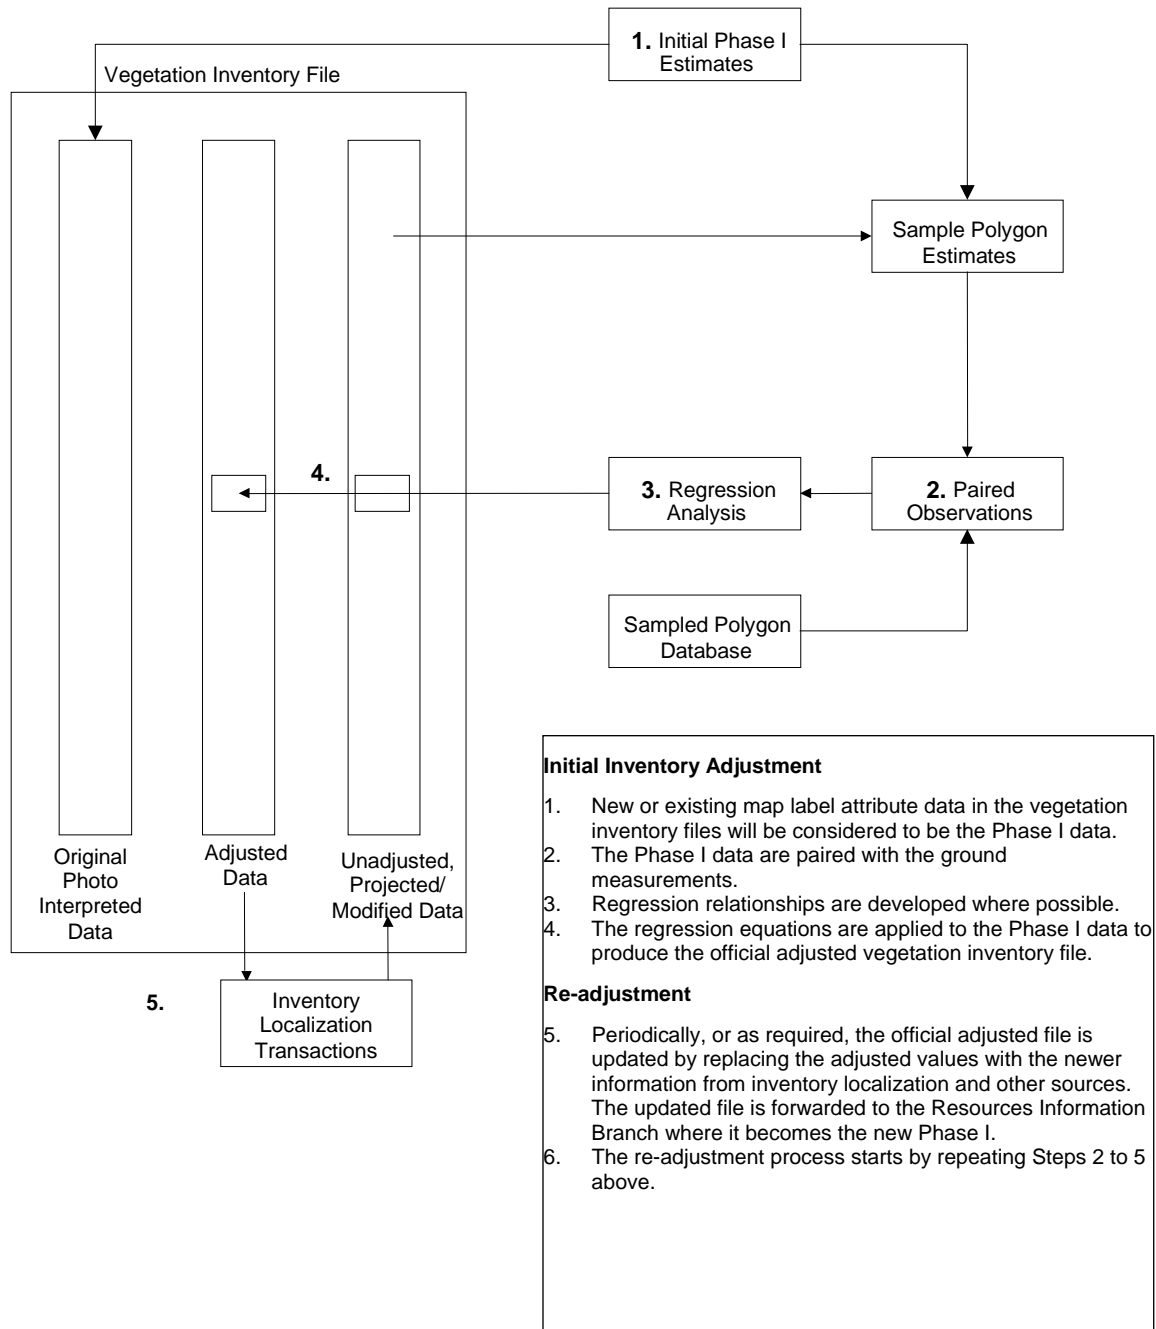 1. Initial Phase I
Estimates
Vegetation Inventory File
Sample Polygon
Estimates
4.
3. Regression
Analysis
2. Paired
Observations
Sampled Polygon
Database
Original
Photo
Interpreted
Data
Adjusted
Data
Unadjusted,
Projected/
Modified Data
5.
Inventory
Localization
Transactions
Initial Inventory Adjustment
1. New or existing map label attribute data in the vegetation
inventory files will be considered to be the Phase I data.
2. The Phase I data are paired with the ground
measurements.
3. Regression relationships are developed where possible.
4. The regression equations are applied to the Phase I data to
produce the official adjusted vegetation inventory file.
Re-adjustment
5. Periodically, or as required, the official adjusted file is
updated by replacing the adjusted values with the newer
information from inventory localization and other sources.
The updated file is forwarded to the Resources Information
Branch where it becomes the new Phase I.
6. The re-adjustment process starts by repeating Steps 2 to 5
above.